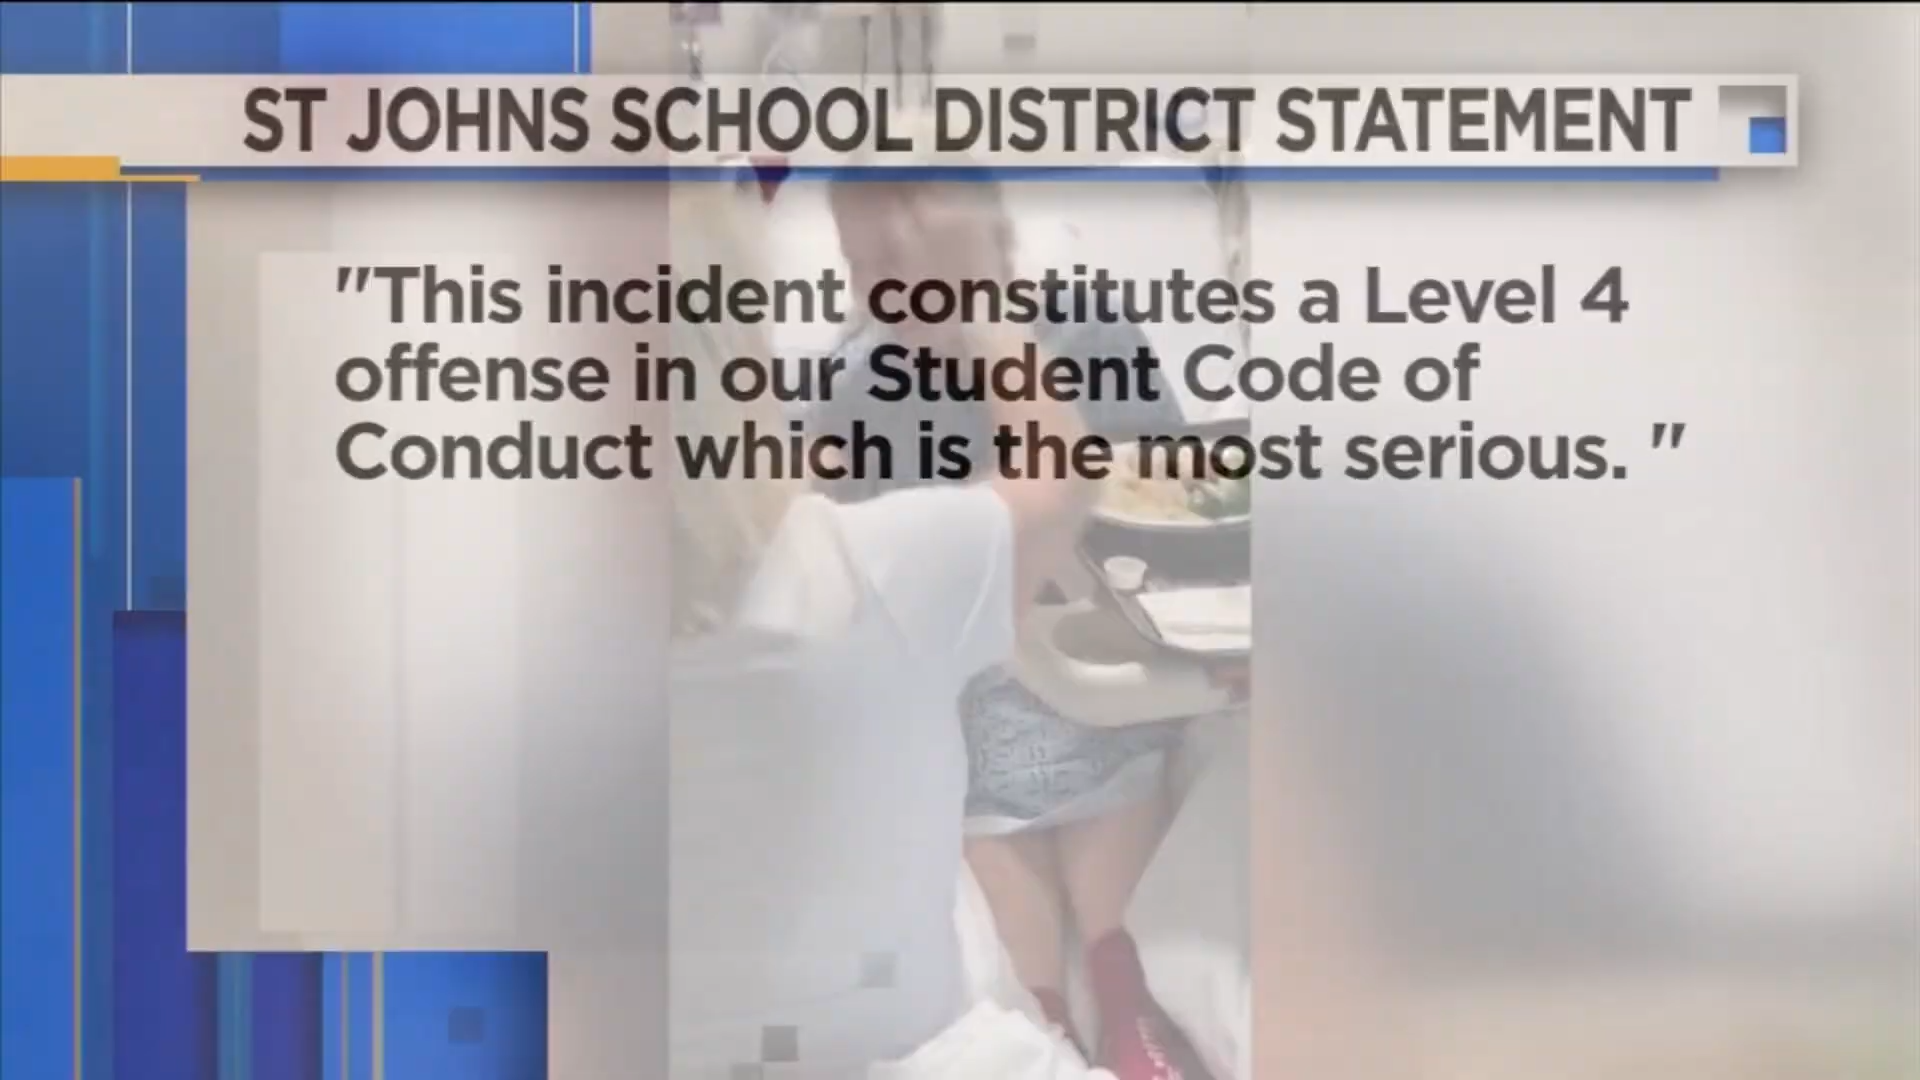 ST JOHNS SCHOOL DISTRICT STATEMENT
"This incident constitutes a Level 4
offense in our Student Code of
Conduct which is the most serious. "